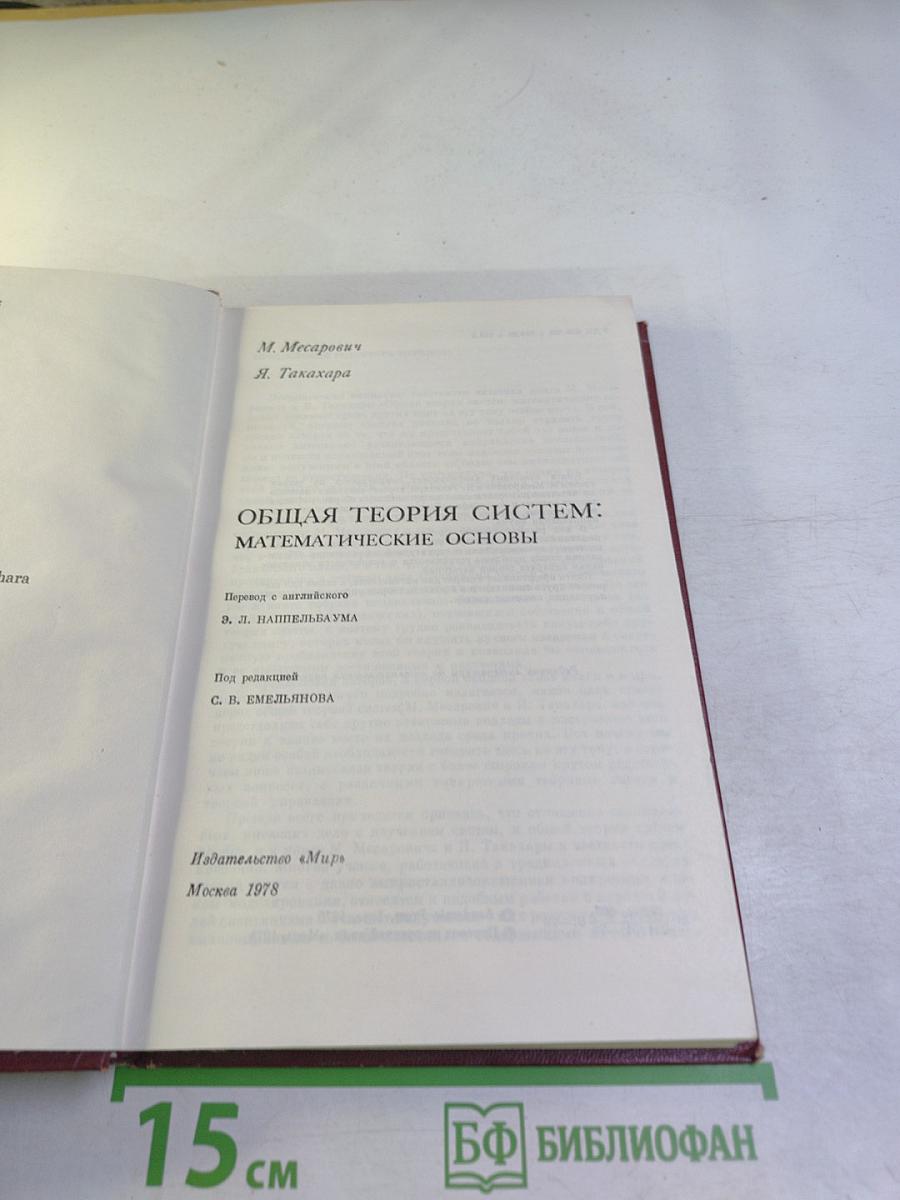 hara
М. Месарович
Я. Такахара
ОБЩАЯ ТЕОРИЯ СИСТЕМ:
МАТЕМАТИЧЕСКИЕ ОСНОВЫ
Перевод с английского
Э. Л. НАППЕЛЬБАУМА
Под редакцией
С. В. ЕМЕЛЬЯНОВА
Издательство «Мир»
Москва 1978
15 см
БФ БИБЛИОФАН